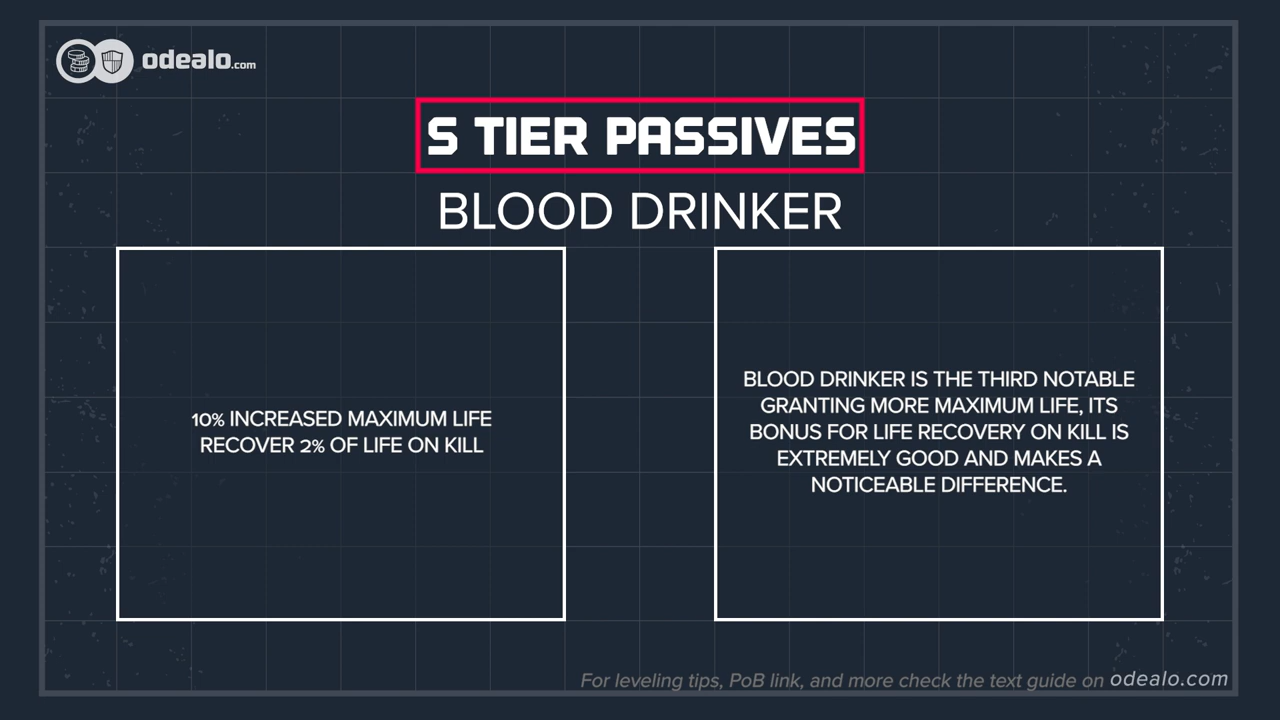 odealo.com
S TIER PASSIVES
BLOOD DRINKER
10% INCREASED MAXIMUM LIFE
RECOVER 2% OF LIFE ON KILL
BLOOD DRINKER IS THE THIRD NOTABLE
GRANTING MORE MAXIMUM LIFE, ITS
BONUS FOR LIFE RECOVERY ON KILL IS
EXTREMELY GOOD AND MAKES A
NOTICEABLE DIFFERENCE.
For leveling tips, PoB link, and more check the text guide on odealo.com